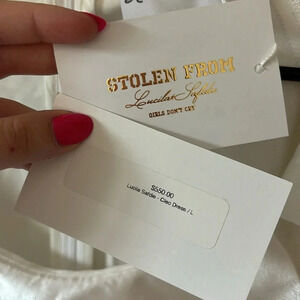 STOLEN FROM
Lucila Safdie
GIRLS DON'T CRY
$550.00
Lucila Safdie - Cleo Dress / L